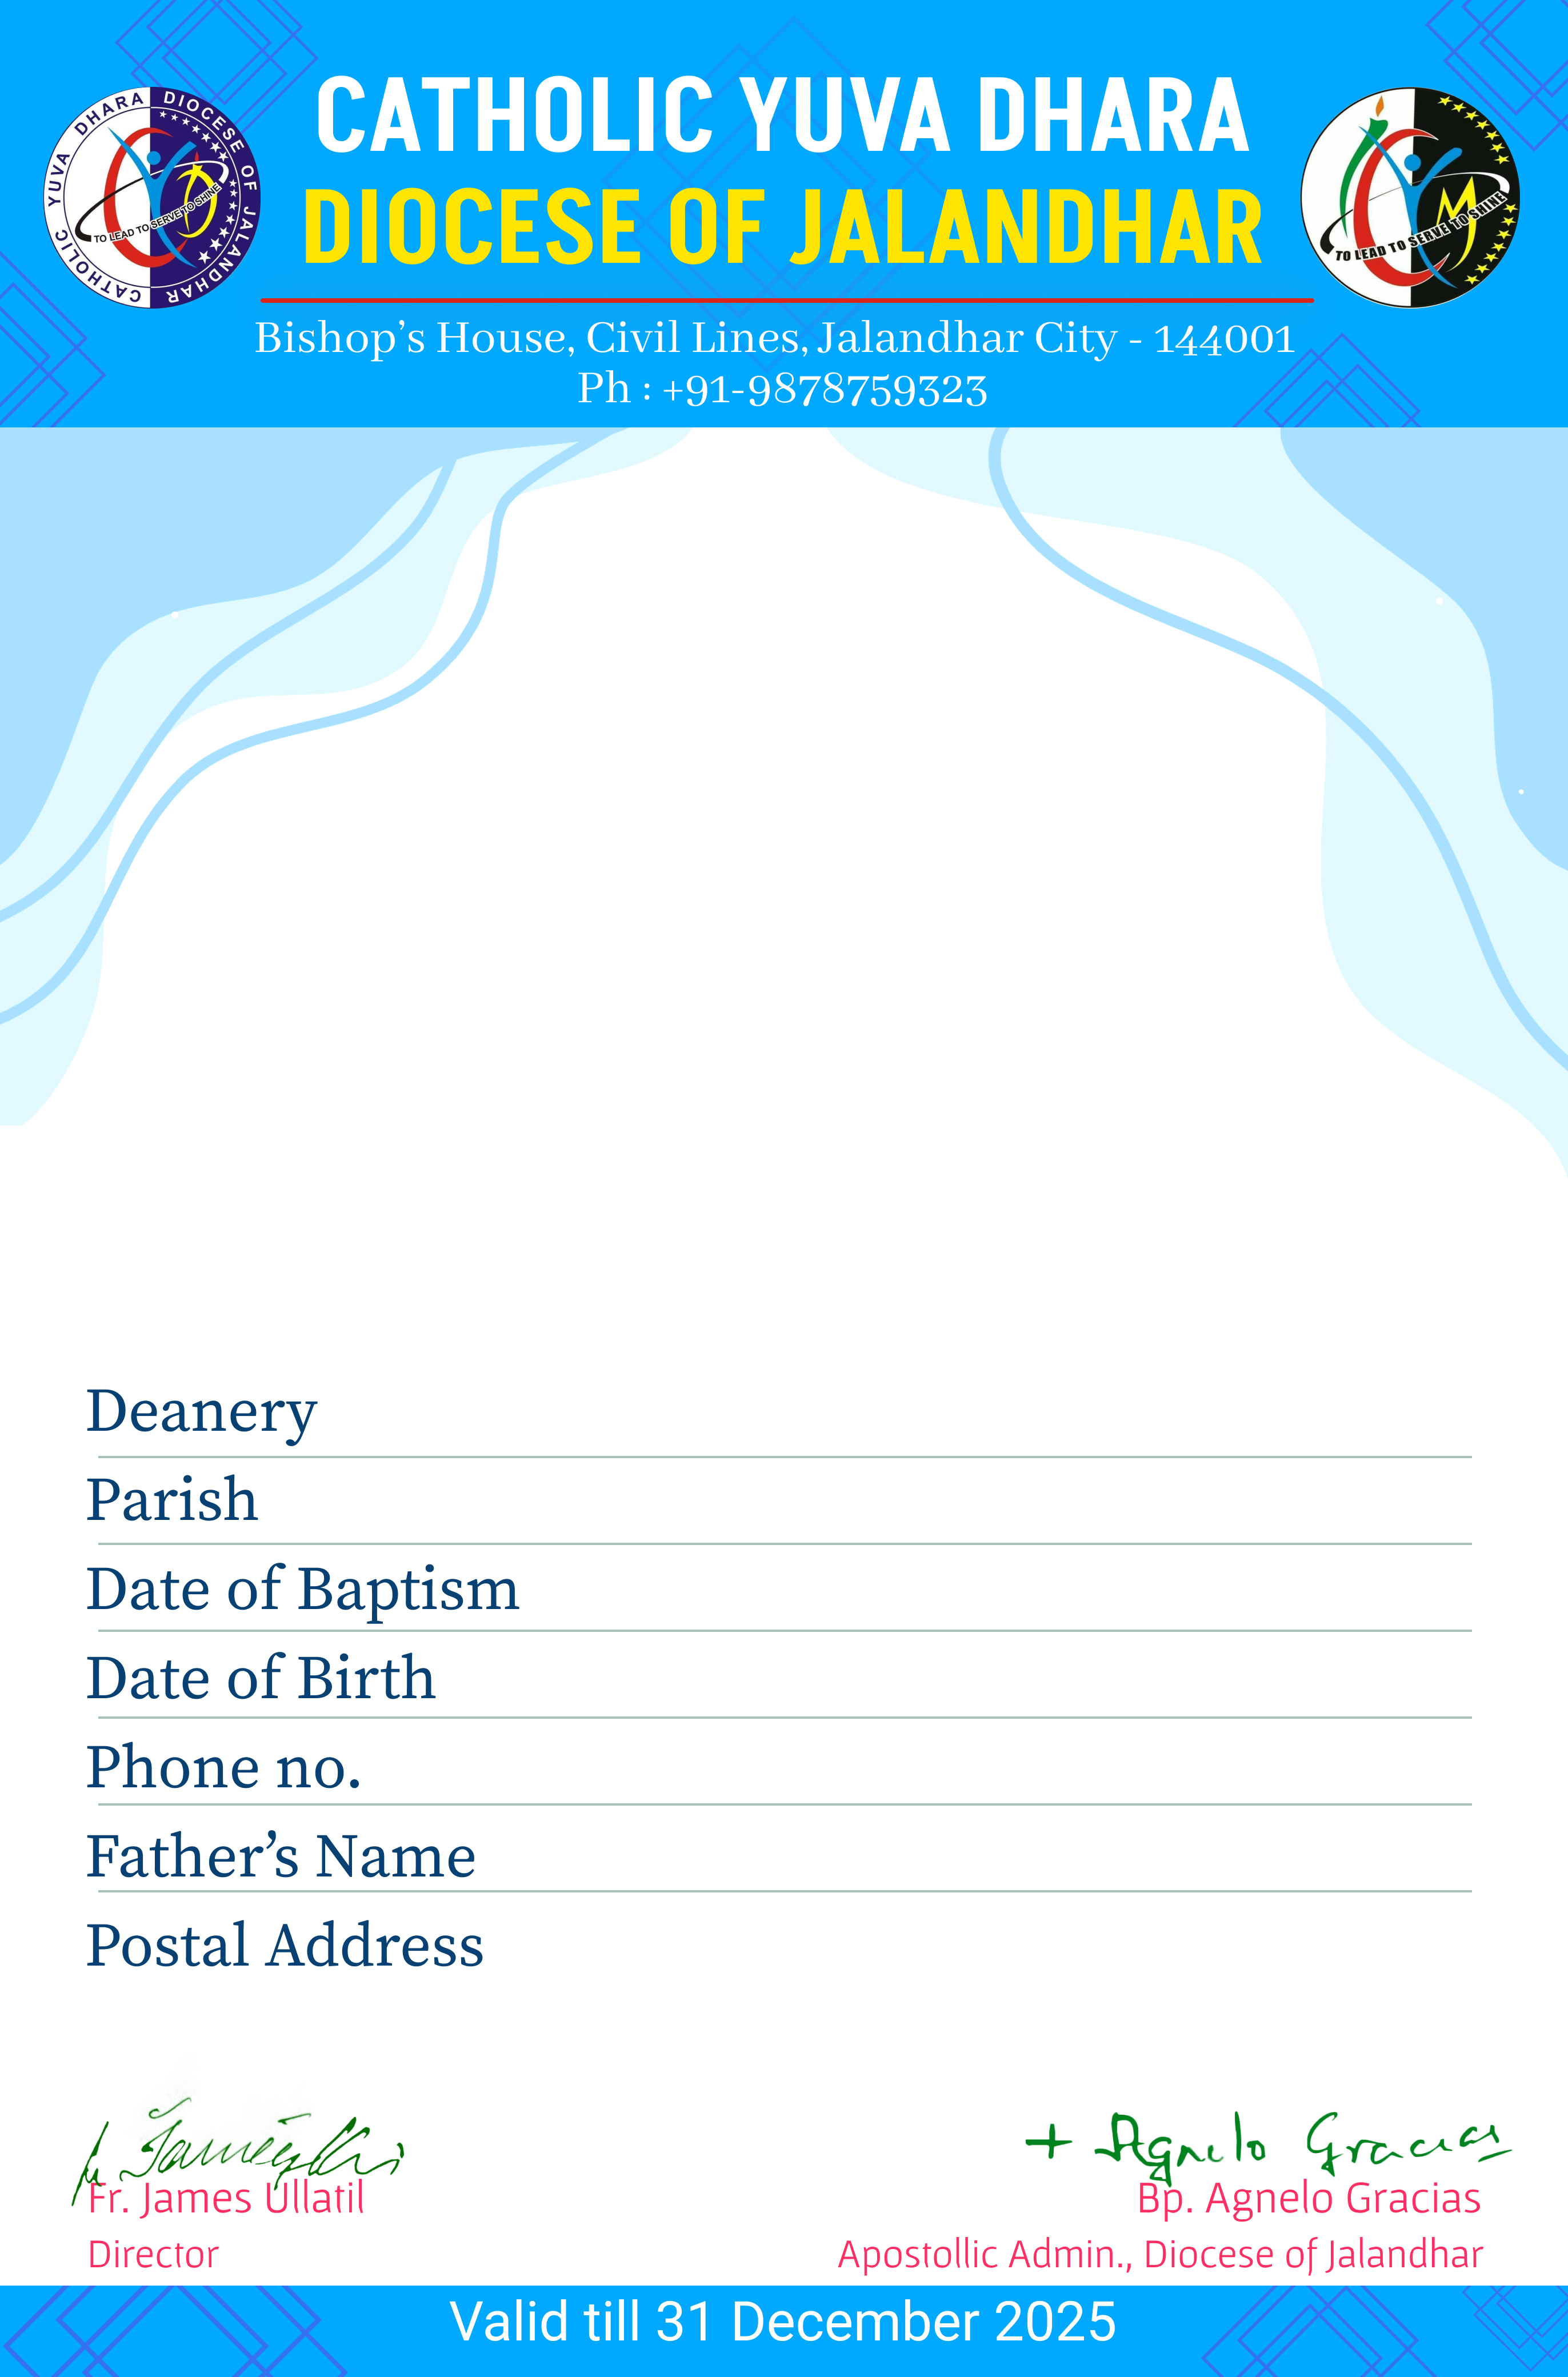 CATHOLIC YUVA DHARA
DIOCESE OF JALANDHAR
CATHOLIC YUVA DHARA DIOCESE OF JALANDHAR
TO LEAD TO SERVE TO SHINE
M
TO LEAD TO SERVE TO SHINE
Bishop’s House, Civil Lines, Jalandhar City - 144001
Ph : +91-9878759323
Deanery
Parish
Date of Baptism
Date of Birth
Phone no.
Father’s Name
Postal Address
+ Agnelo Gracias
Fr. James Ullatil
Bp. Agnelo Gracias
Director
Apostollic Admin., Diocese of Jalandhar
Valid till 31 December 2025